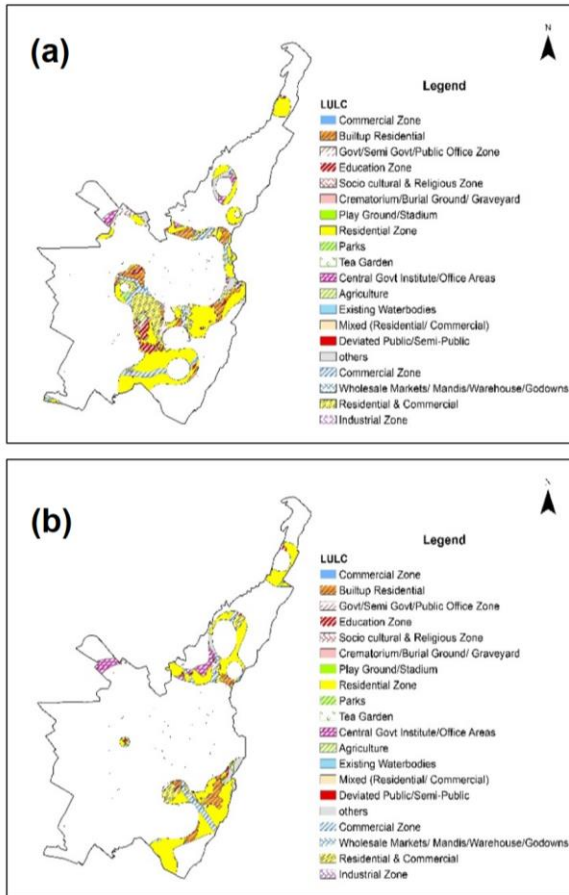 (a)
N
Legend
LULC
Commercial Zone
Builtup Residential
Govt/Semi Govt/Public Office Zone
Education Zone
Socio cultural & Religious Zone
Crematorium/Burial Ground/ Graveyard
Play Ground/Stadium
Residential Zone
Parks
Tea Garden
Central Govt Institute/Office Areas
Agriculture
Existing Waterbodies
Mixed (Residential/ Commercial)
Deviated Public/Semi-Public
others
Commercial Zone
Wholesale Markets/ Mandis/Warehouse/Godowns
Residential & Commercial
Industrial Zone
(b)
N
Legend
LULC
Commercial Zone
Builtup Residential
Govt/Semi Govt/Public Office Zone
Education Zone
Socio cultural & Religious Zone
Crematorium/Burial Ground/ Graveyard
Play Ground/Stadium
Residential Zone
Parks
Tea Garden
Central Govt Institute/Office Areas
Agriculture
Existing Waterbodies
Mixed (Residential/ Commercial)
Deviated Public/Semi-Public
others
Commercial Zone
Wholesale Markets/ Mandis/Warehouse/Godowns
Residential & Commercial
Industrial Zone